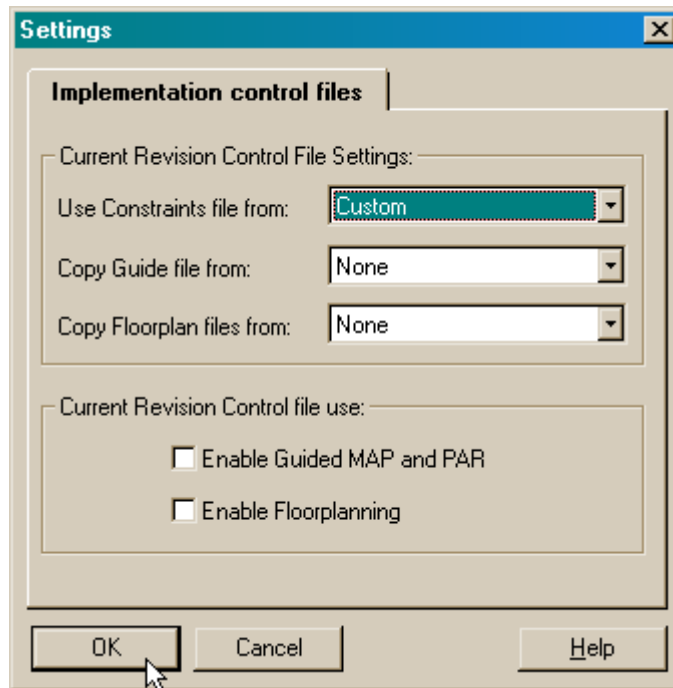 Settings
Implementation control files
Current Revision Control File Settings:
Use Constraints file from: Custom
Copy Guide file from: None
Copy Floorplan files from: None
Current Revision Control file use:
Enable Guided MAP and PAR
Enable Floorplanning
OK Cancel Help